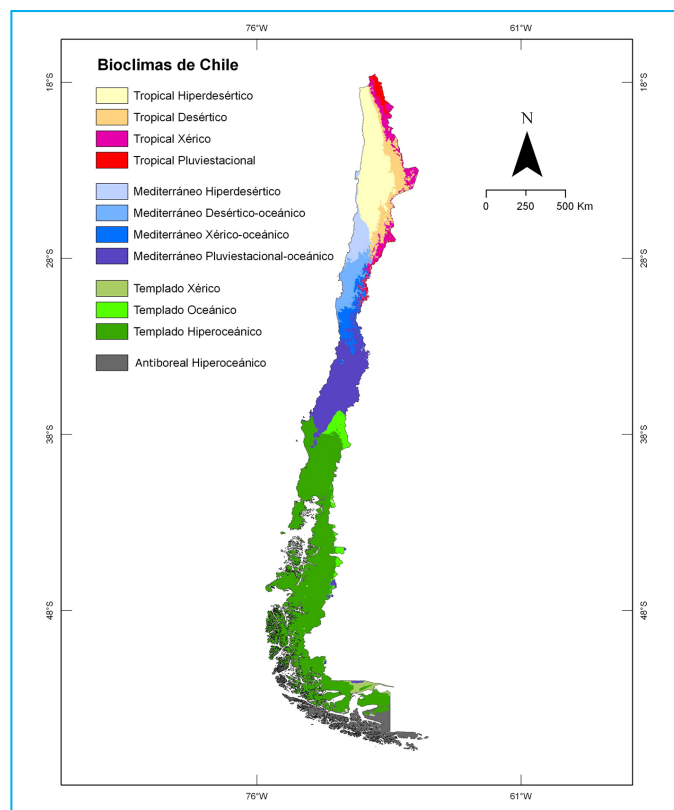 76°W
61°W
Bioclimas de Chile
18°S
18°S
Tropical Hiperdesértico
Tropical Desértico
Tropical Xérico
Tropical Pluviestacional
N
0 250 500 Km
Mediterráneo Hiperdesértico
Mediterráneo Desértico-oceánico
Mediterráneo Xérico-oceánico
Mediterráneo Pluviestacional-oceánico
28°S
28°S
Templado Xérico
Templado Oceánico
Templado Hiperoceánico
Antiboreal Hiperoceánico
38°S
38°S
48°S
48°S
76°W
61°W